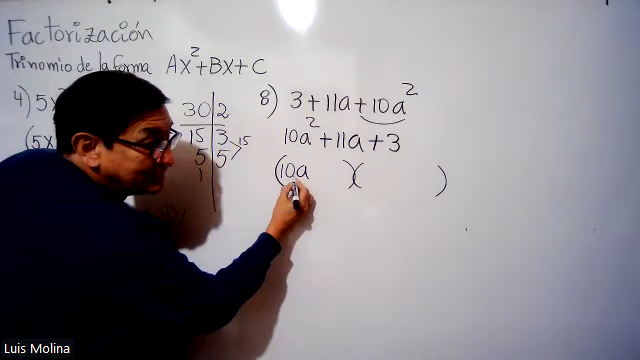 Factorización
Trinomio de la forma AX²+BX+C
4) 5X
(5X
30 | 2
15 | 3
5 | 5 > 15
1
8) 3+11a+10a²
10a²+11a+3
(10a )( )
Luis Molina